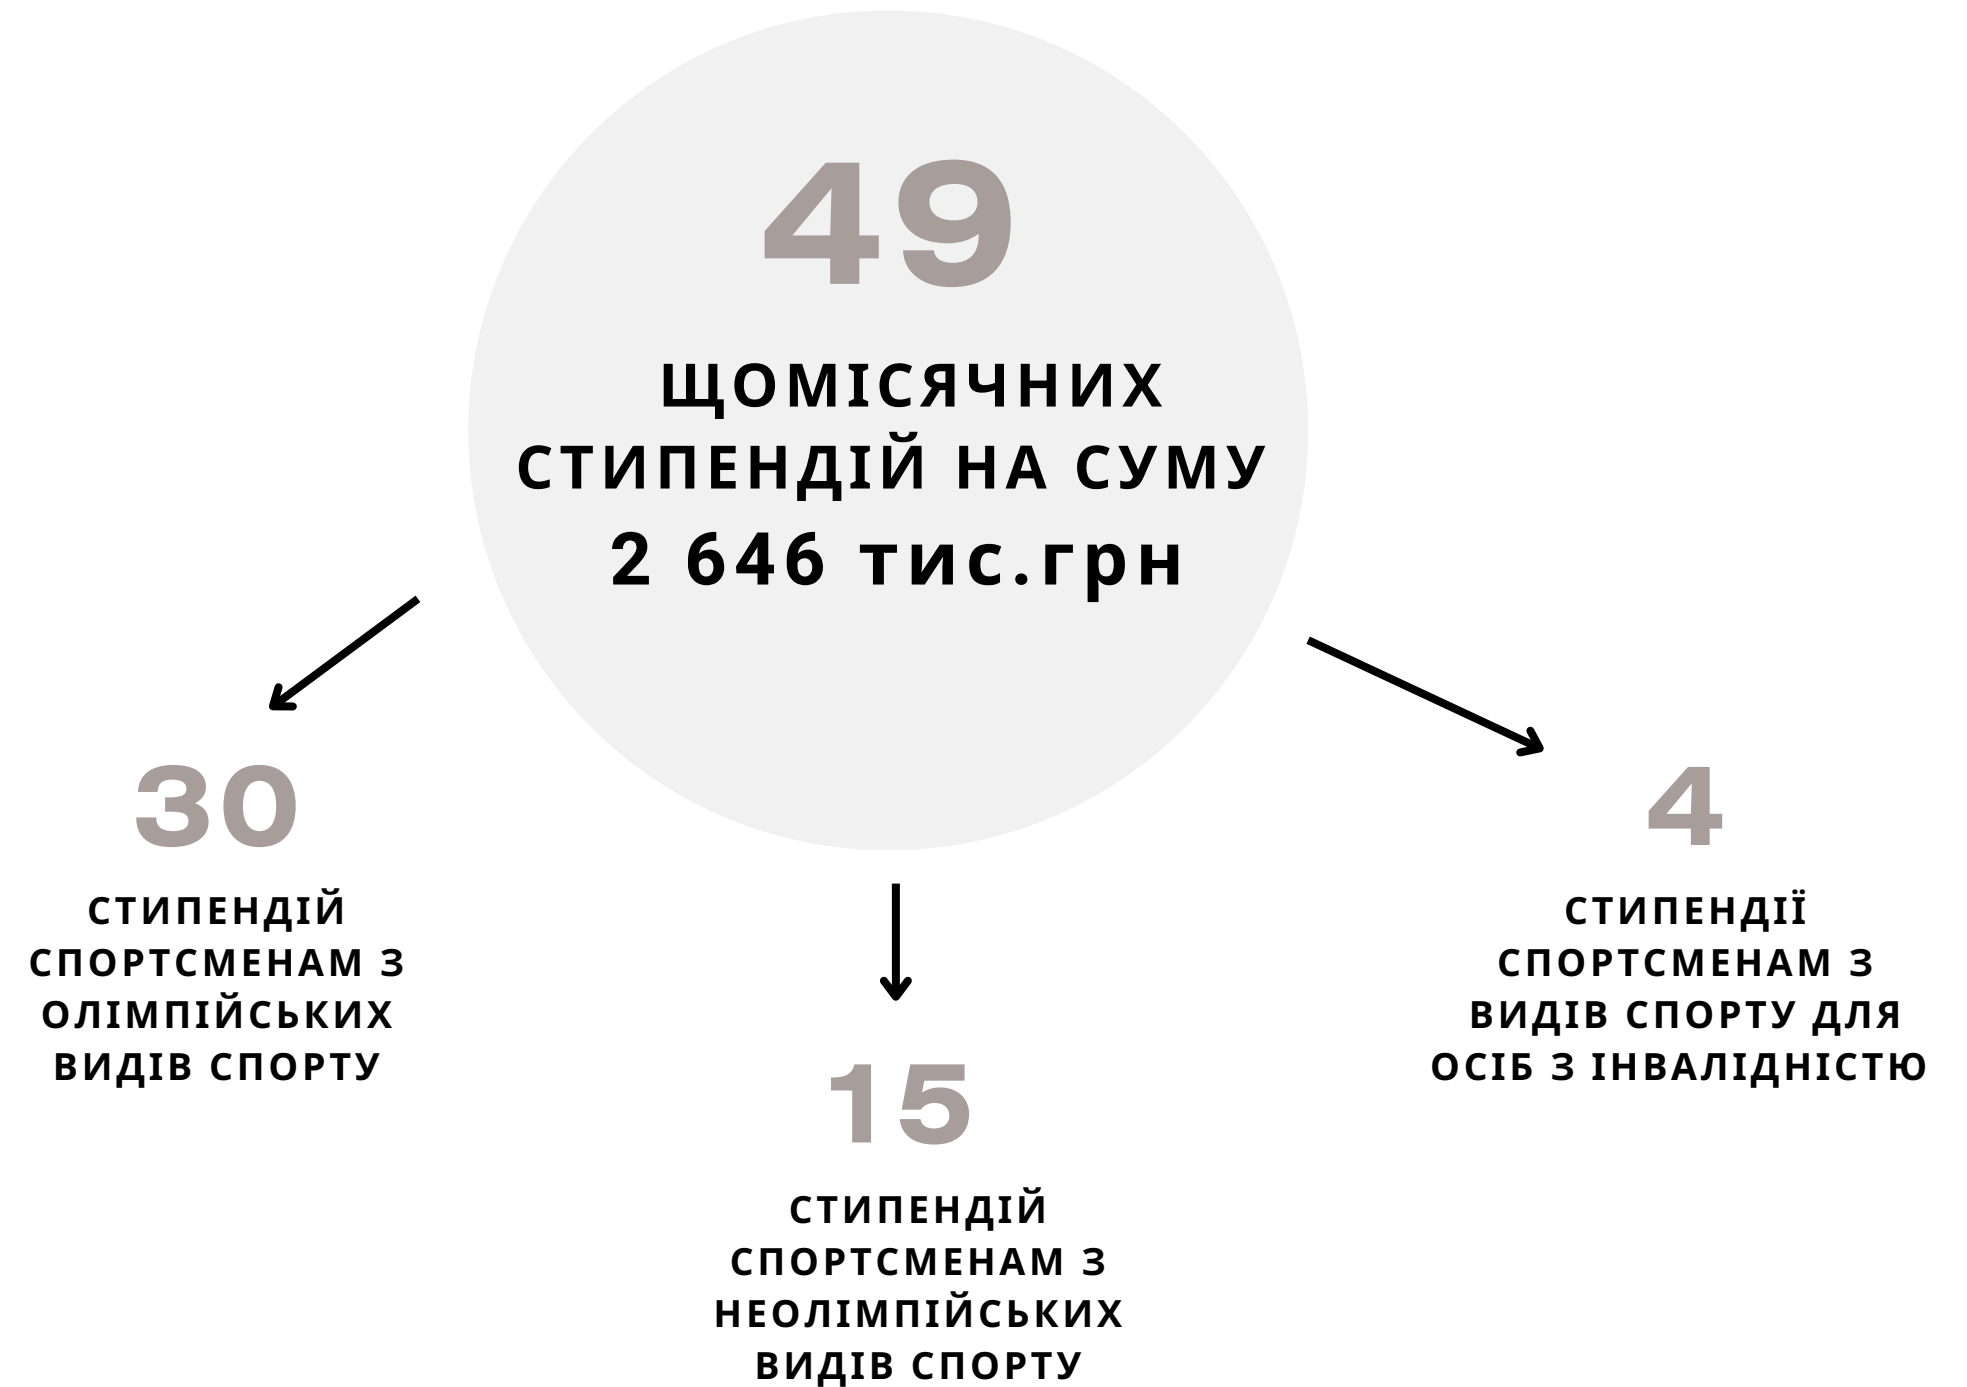 49
ЩОМІСЯЧНИХ
СТИПЕНДІЙ НА СУМУ
2 646 тис.грн
30
СТИПЕНДІЙ
СПОРТСМЕНАМ З
ОЛІМПІЙСЬКИХ
ВИДІВ СПОРТУ
15
СТИПЕНДІЙ
СПОРТСМЕНАМ З
НЕОЛІМПІЙСЬКИХ
ВИДІВ СПОРТУ
4
СТИПЕНДІЇ
СПОРТСМЕНАМ З
ВИДІВ СПОРТУ ДЛЯ
ОСІБ З ІНВАЛІДНІСТЮ